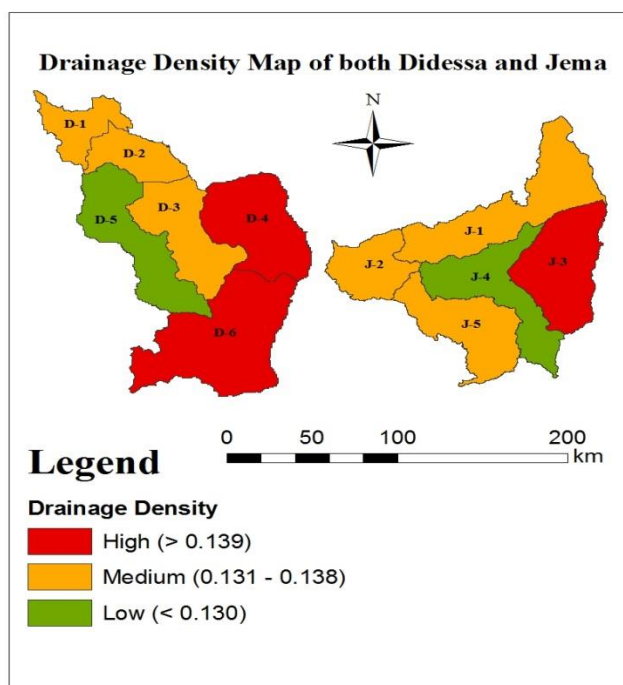 Drainage Density Map of both Didessa and Jema
N
D-1
D-2
D-5
D-3
D-4
D-6
J-1
J-2
J-4
J-3
J-5
0 50 100 200
km
Legend
Drainage Density
High (> 0.139)
Medium (0.131 - 0.138)
Low (< 0.130)